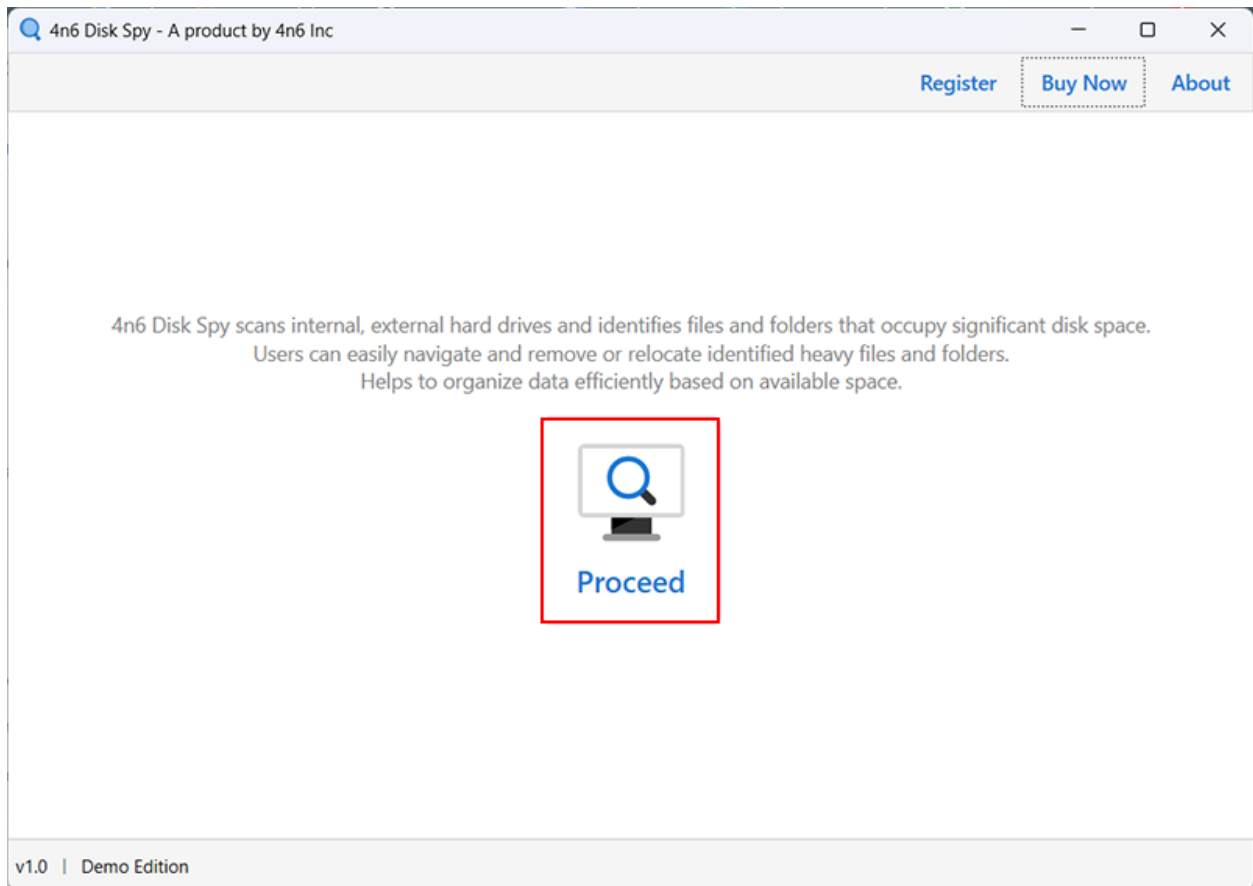 4n6 Disk Spy - A product by 4n6 Inc
Register Buy Now About
4n6 Disk Spy scans internal, external hard drives and identifies files and folders that occupy significant disk space.
Users can easily navigate and remove or relocate identified heavy files and folders.
Helps to organize data efficiently based on available space.
Proceed
v1.0 | Demo Edition